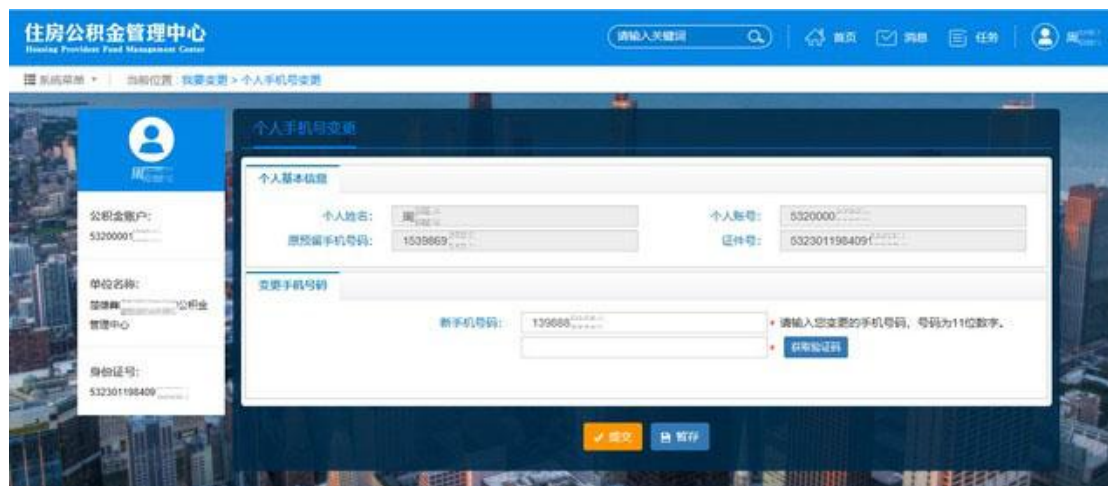 住房公积金管理中心
Housing Provident Fund Management Center
请输入关键词
首页
消息
任务
周
系统菜单
当前位置：我要变更 > 个人手机号变更
周
公积金账户：
53200001
单位名称：
公积金
管理中心
身份证号：
532301198409
个人手机号变更
个人基本信息
个人姓名： 周
个人账号： 5320000
原预留手机号码： 1539869
证件号： 532301198409
变更手机号码
新手机号码： 139888
* 请输入您变更的手机号码，号码为11位数字。
* 获取验证码
提交
暂存